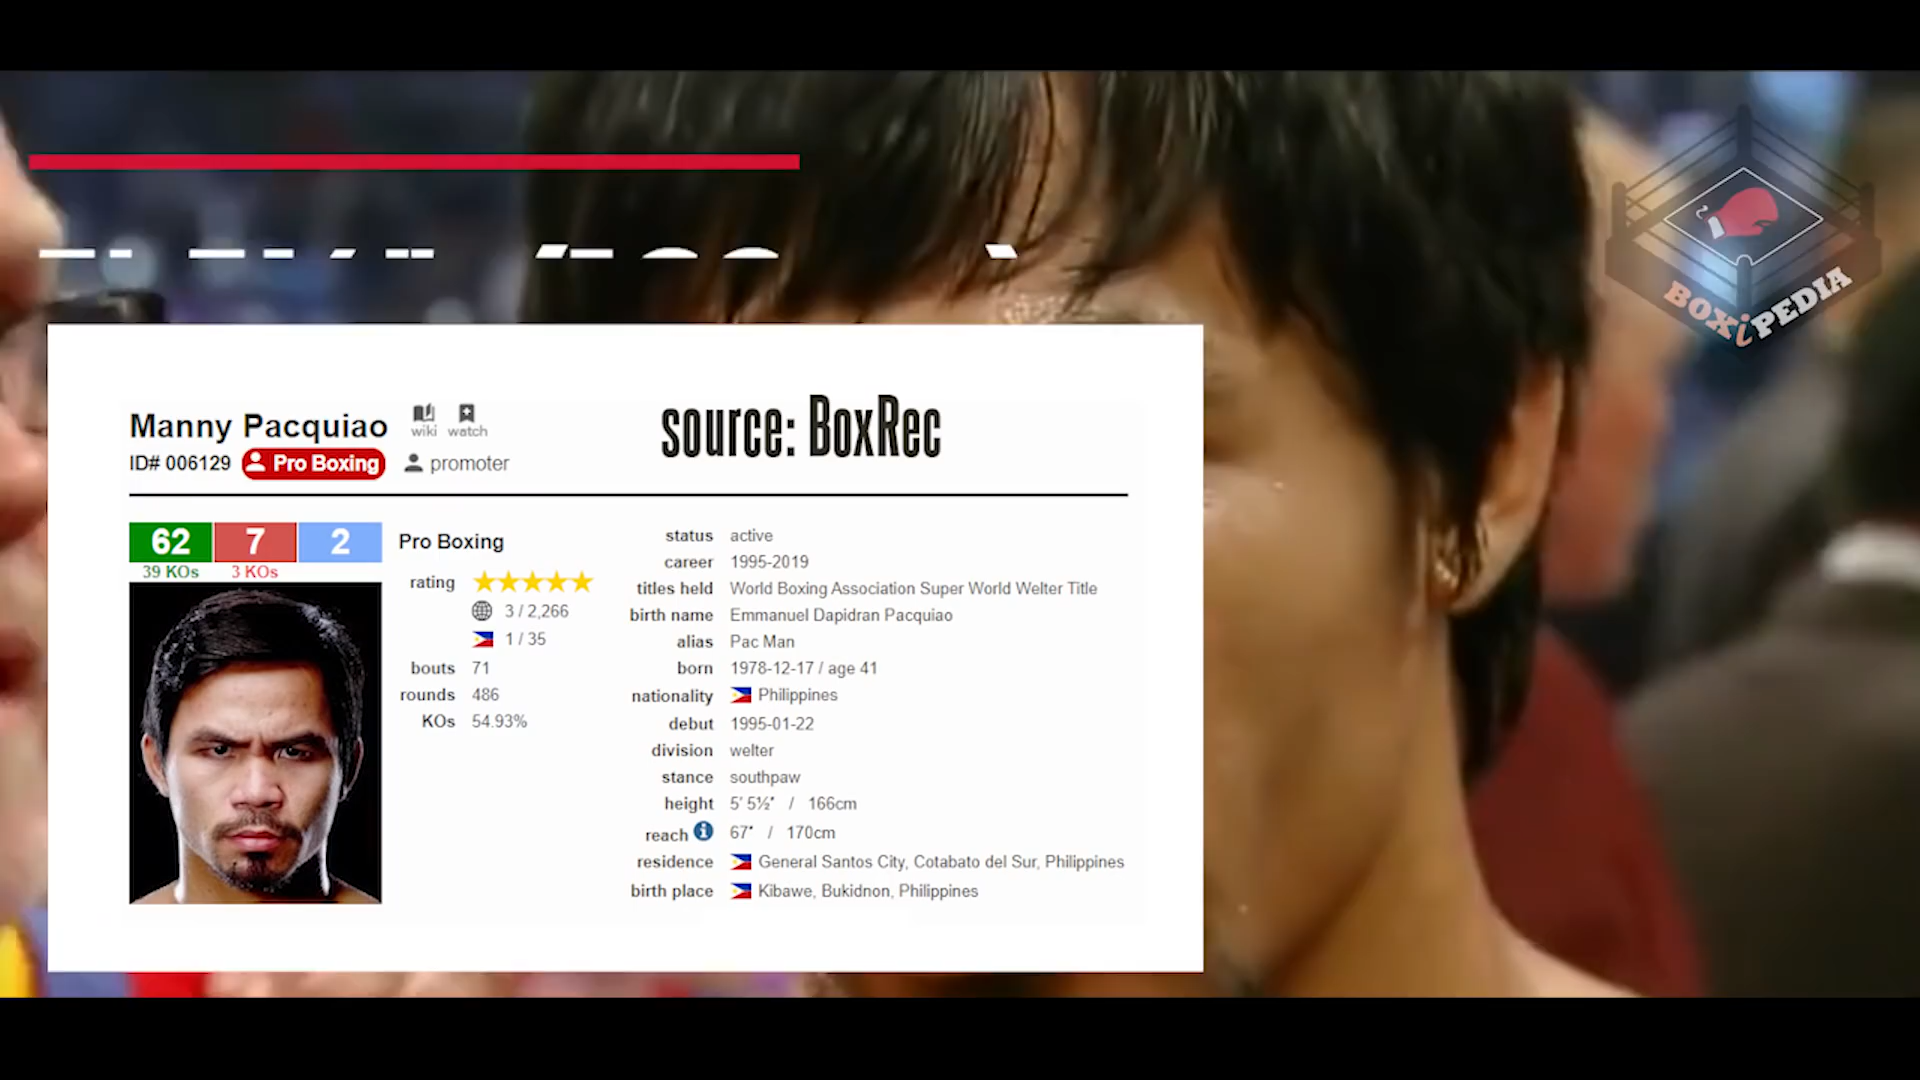 BOXiPEDIA
Manny Pacquiao
wiki watch
source: BoxRec
ID# 006129 Pro Boxing promoter
62 7 2
39 KOs 3 KOs
Pro Boxing
rating
3 / 2,266
1 / 35
bouts 71
rounds 486
KOs 54.93%
status active
career 1995-2019
titles held World Boxing Association Super World Welter Title
birth name Emmanuel Dapidran Pacquiao
alias Pac Man
born 1978-12-17 / age 41
nationality Philippines
debut 1995-01-22
division welter
stance southpaw
height 5' 5½" / 166cm
reach 67" / 170cm
residence General Santos City, Cotabato del Sur, Philippines
birth place Kibawe, Bukidnon, Philippines